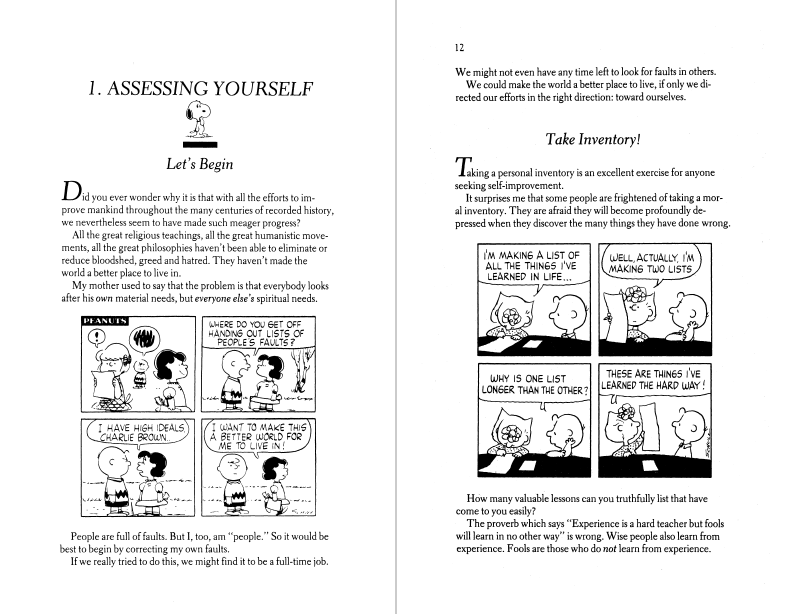 1. ASSESSING YOURSELF
Let's Begin
Did you ever wonder why it is that with all the efforts to im-
prove mankind throughout the many centuries of recorded history,
we nevertheless seem to have made such meager progress?
All the great religious teachings, all the great humanistic move-
ments, all the great philosophies haven't been able to eliminate or
reduce bloodshed, greed and hatred. They haven't made the
world a better place to live in.
My mother used to say that the problem is that everybody looks
after his own material needs, but everyone else's spiritual needs.
PEANUTS
!
WHERE DO YOU GET OFF
HANDING OUT LISTS OF
PEOPLE'S FAULTS?
I HAVE HIGH IDEALS,
CHARLIE BROWN..
I WANT TO MAKE THIS
A BETTER WORLD FOR
ME TO LIVE IN!
People are full of faults. But I, too, am "people." So it would be
best to begin by correcting my own faults.
If we really tried to do this, we might find it to be a full-time job.
12
We might not even have any time left to look for faults in others.
We could make the world a better place to live, if only we di-
rected our efforts in the right direction: toward ourselves.
Take Inventory!
Taking a personal inventory is an excellent exercise for anyone
seeking self-improvement.
It surprises me that some people are frightened of taking a mor-
al inventory. They are afraid they will become profoundly de-
pressed when they discover the many things they have done wrong.
I'M MAKING A LIST OF
ALL THE THINGS I'VE
LEARNED IN LIFE...
WELL, ACTUALLY, I'M
MAKING TWO LISTS
WHY IS ONE LIST
LONGER THAN THE OTHER?
THESE ARE THINGS I'VE
LEARNED THE HARD WAY!
How many valuable lessons can you truthfully list that have
come to you easily?
The proverb which says "Experience is a hard teacher but fools
will learn in no other way" is wrong. Wise people also learn from
experience. Fools are those who do not learn from experience.